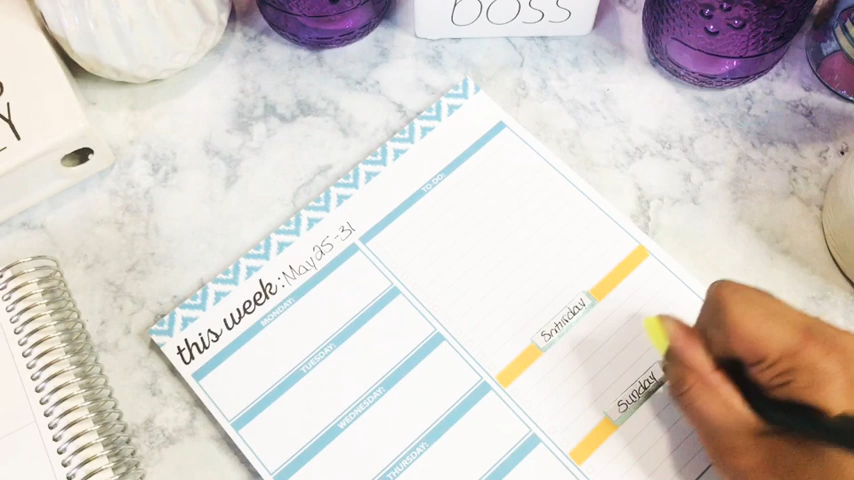 boss
Y
this week: May 25-31
TO-DO:
MONDAY:
TUESDAY:
WEDNESDAY:
THURSDAY:
Saturday
Sunday